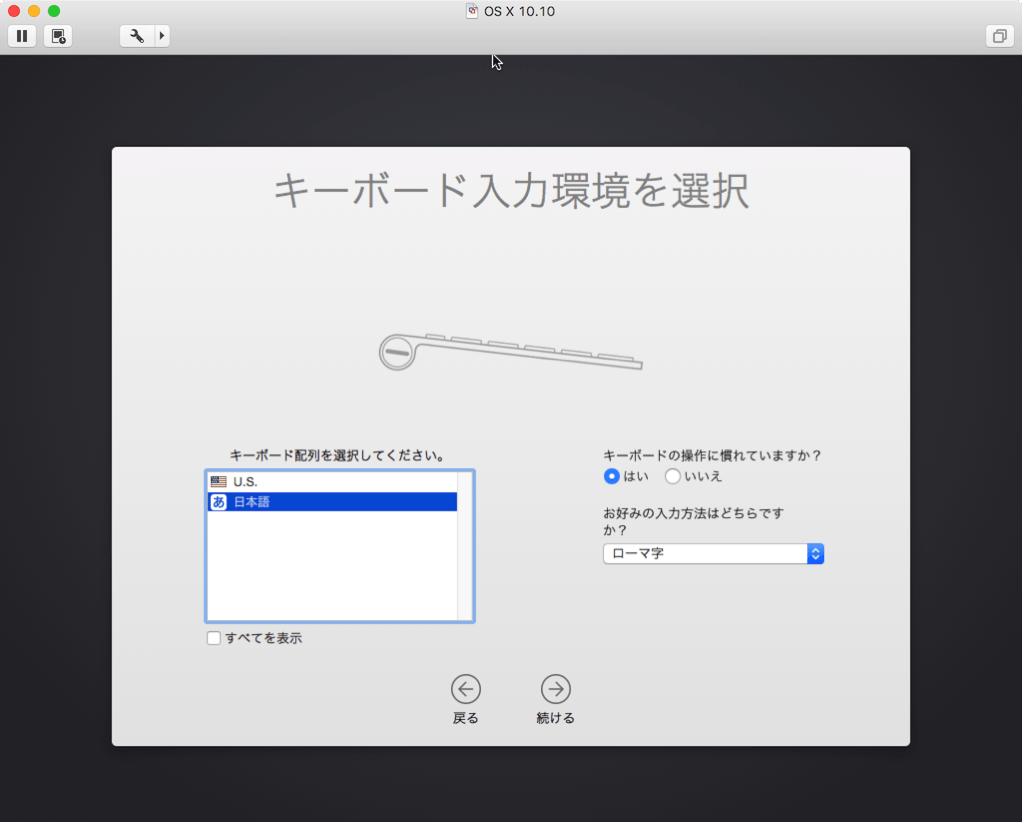 OS X 10.10
キーボード入力環境を選択
キーボード配列を選択してください。
U.S.
あ 日本語
すべてを表示
キーボードの操作に慣れていますか？
はい いいえ
お好みの入力方法はどちらです
か？
ローマ字
戻る 続ける